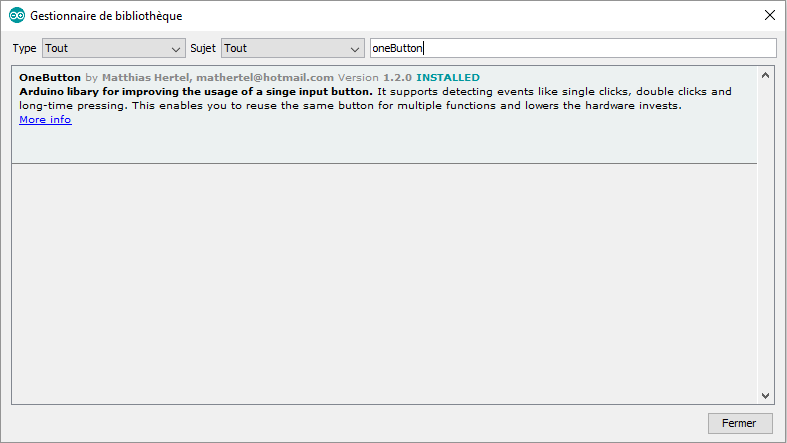 Gestionnaire de bibliothèque
Type Tout Sujet Tout oneButton
OneButton by Matthias Hertel, mathertel@hotmail.com Version 1.2.0 INSTALLED
Arduino libary for improving the usage of a singe input button. It supports detecting events like single clicks, double clicks and
long-time pressing. This enables you to reuse the same button for multiple functions and lowers the hardware invests.
More info
Fermer